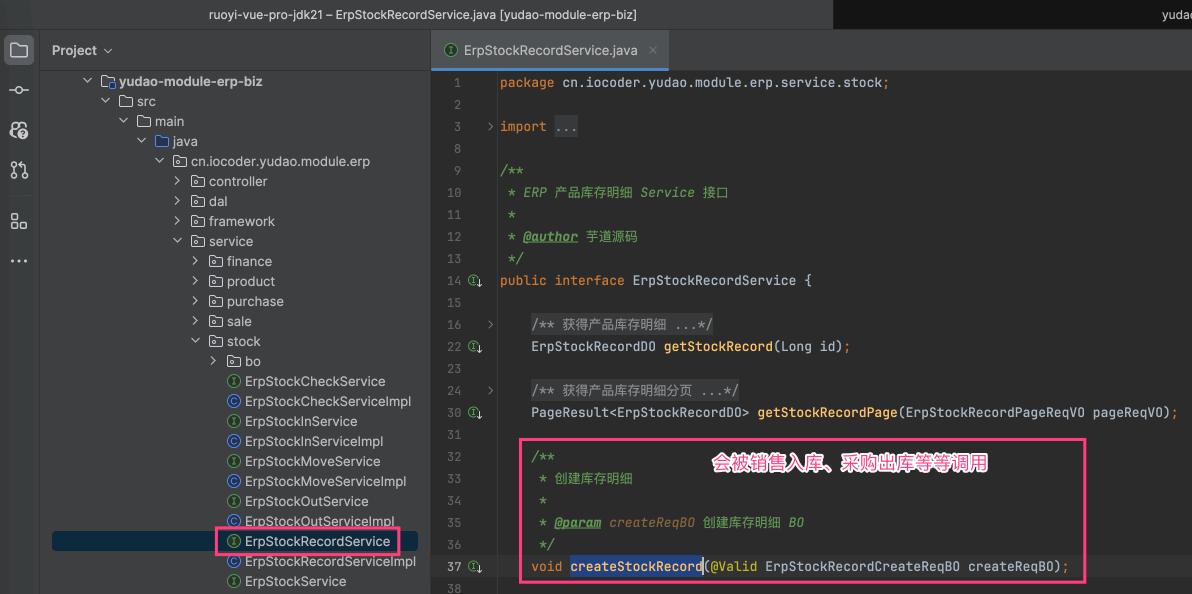 ruoyi-vue-pro-jdk21 – ErpStockRecordService.java [yudao-module-erp-biz]
yudao
Project
ErpStockRecordService.java
yudao-module-erp-biz
src
main
java
cn.iocoder.yudao.module.erp
controller
dal
framework
service
finance
product
purchase
sale
stock
bo
ErpStockCheckService
ErpStockCheckServiceImpl
ErpStockInService
ErpStockInServiceImpl
ErpStockMoveService
ErpStockMoveServiceImpl
ErpStockOutService
ErpStockOutServiceImpl
ErpStockRecordService
ErpStockRecordServiceImpl
ErpStockService
1 package cn.iocoder.yudao.module.erp.service.stock;
2
3 import ...
8
9 /**
10 * ERP 产品库存明细 Service 接口
11 *
12 * @author 芋道源码
13 */
14 public interface ErpStockRecordService {
15
16 /** 获得产品库存明细 ...*/
22 ErpStockRecordDO getStockRecord(Long id);
23
24 /** 获得产品库存明细分页 ...*/
30 PageResult<ErpStockRecordDO> getStockRecordPage(ErpStockRecordPageReqVO pageReqVO);
31
32 /**
会被销售入库、采购出库等等调用
33 * 创建库存明细
34 *
35 * @param createReqBO 创建库存明细 BO
36 */
37 void createStockRecord(@Valid ErpStockRecordCreateReqBO createReqBO);
38